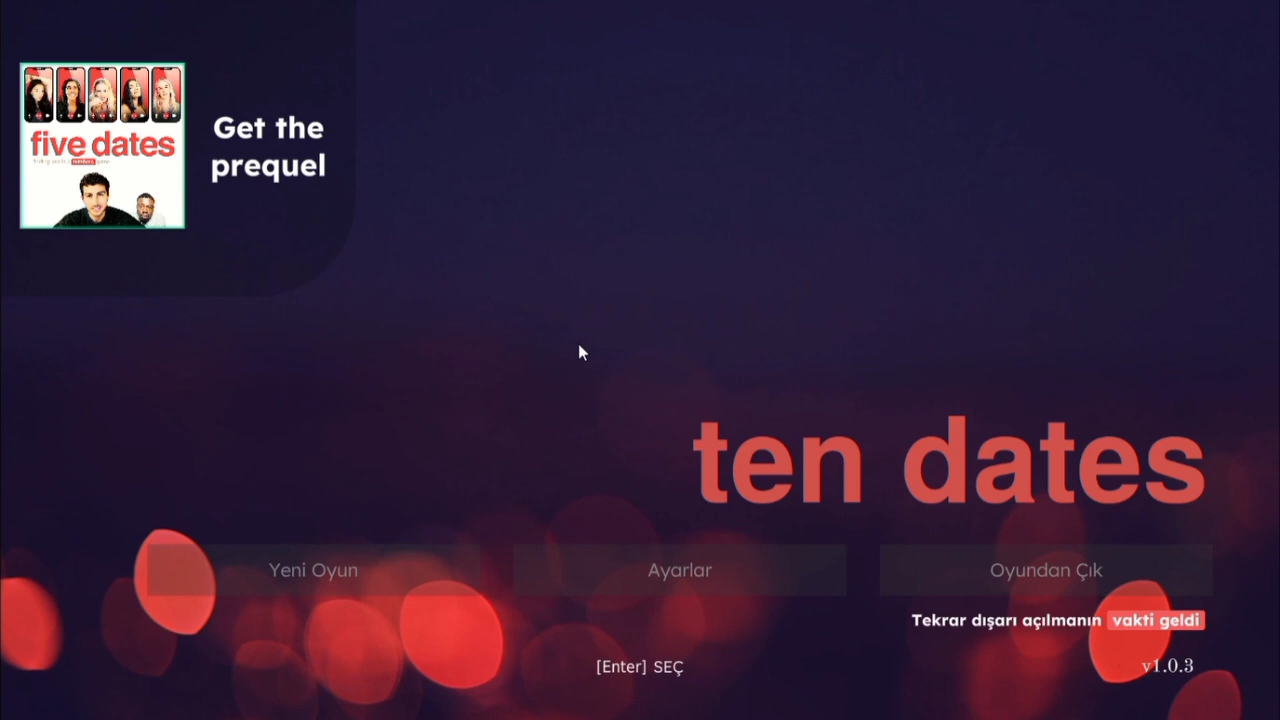 five dates
Get the
prequel
ten dates
Yeni Oyun
Ayarlar
Oyundan Çık
Tekrar dışarı açılmanın vakti geldi
[Enter] SEÇ
v1.0.3